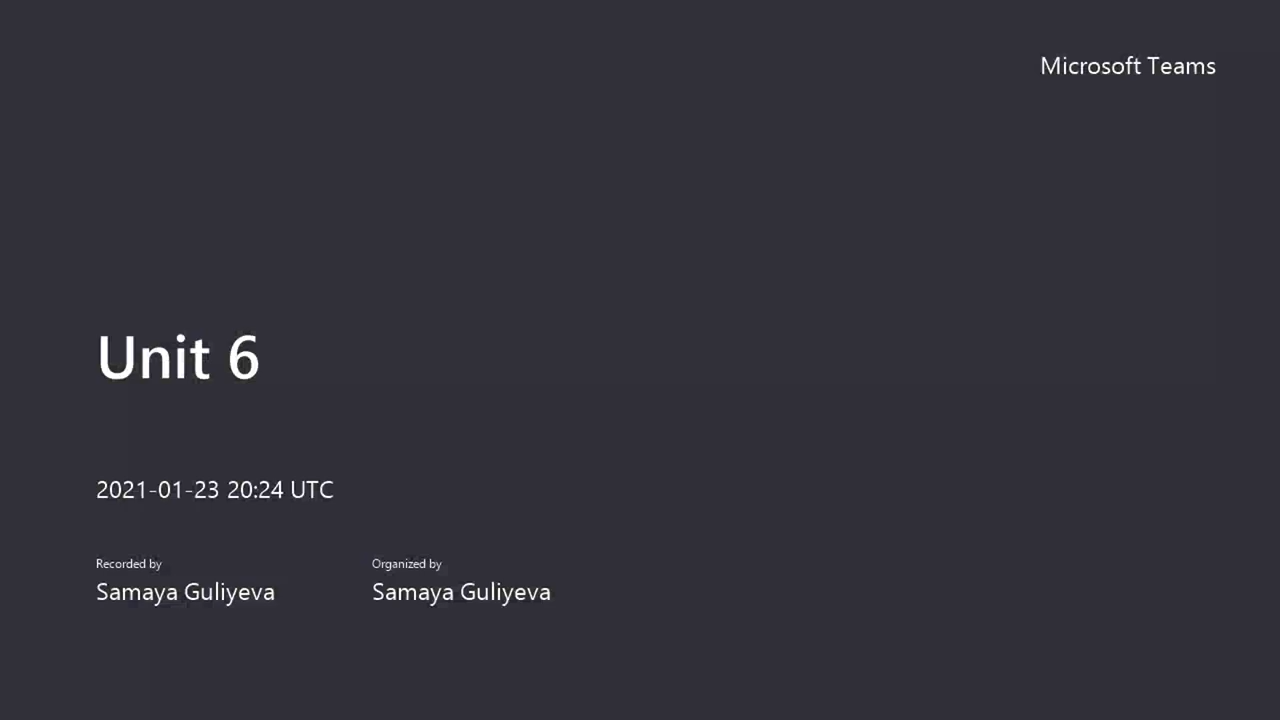 Microsoft Teams
Unit 6
2021-01-23 20:24 UTC
Recorded by
Samaya Guliyeva
Organized by
Samaya Guliyeva